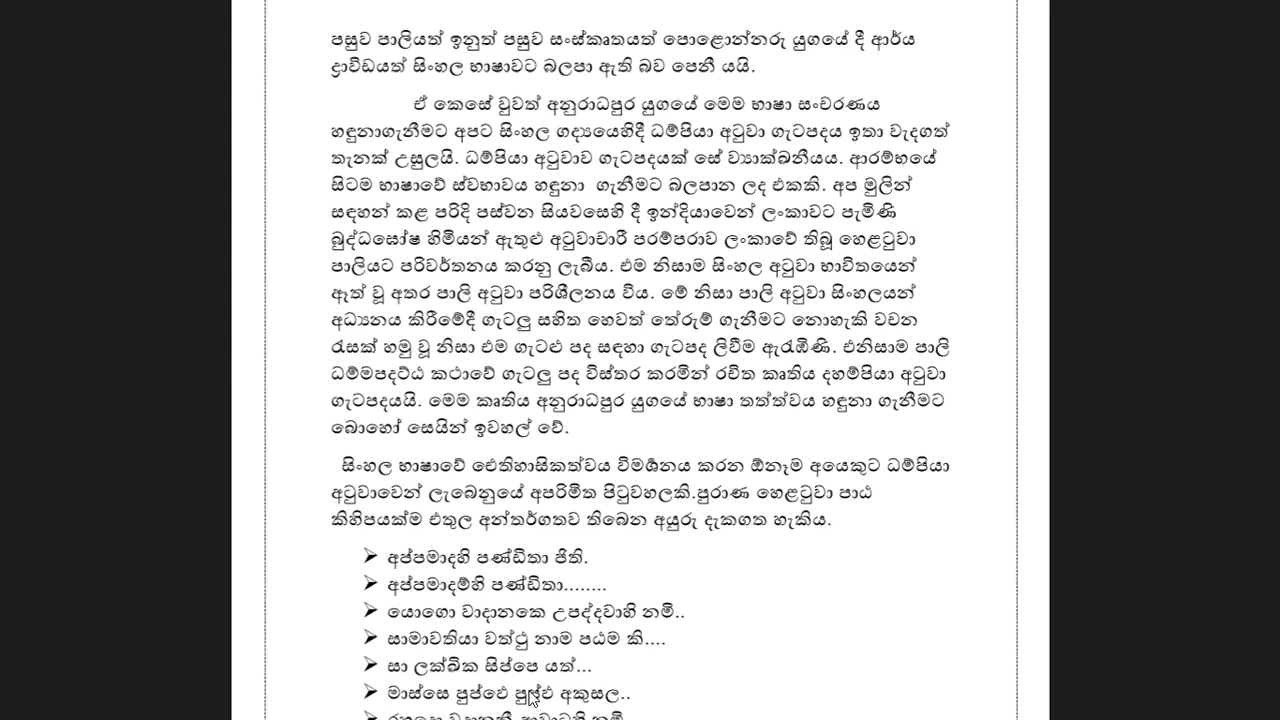 පසුව පාලියත් ඉනුත් පසුව සංස්කෘතයත් පොළොන්නරු යුගයේ දී ආර්ය
ද්‍රාවිඩයත් සිංහල භාෂාවට බලපා ඇති බව පෙනී යයි.
ඒ කෙසේ වුවත් අනුරාධපුර යුගයේ මෙම භාෂා සංචරණය
හඳුනාගැනීමට අපට සිංහල ගද්‍යයෙහිදී ධම්පියා අටුවා ගැටපදය ඉතා වැදගත්
තැනක් උසුලයි. ධම්පියා අටුවාව ගැටපදයක් සේ ව්‍යාක්ඛනීයය. ආරම්භයේ
සිටම භාෂාවේ ස්වභාවය හඳුනා ගැනීමට බලපාන ලද එකකි. අප මුලින්
සඳහන් කළ පරිදි පස්වන සියවසෙහි දී ඉන්දියාවෙන් ලංකාවට පැමිණි
බුද්ධඝෝෂ හිමියන් ඇතුළු අටුවාචාරී පරම්පරාව ලංකාවේ තිබූ හෙළටුවා
පාලියට පරිවර්තනය කරනු ලැබීය. එම නිසාම සිංහල අටුවා භාවිතයෙන්
ඈත් වූ අතර පාලි අටුවා පරිශීලනය විය. මේ නිසා පාලි අටුවා සිංහලයන්
අධ්‍යනය කිරීමේදී ගැටලු සහිත හෙවත් තේරුම් ගැනීමට නොහැකි වචන
රැසක් හමු වූ නිසා එම ගැටළු පද සඳහා ගැටපද ලිවීම ඇරැඹිණි. එනිසාම පාලි
ධම්මපදට්ඨ කථාවේ ගැටලු පද විස්තර කරමින් රචිත කෘතිය දහම්පියා අටුවා
ගැටපදයයි. මෙම කෘතිය අනුරාධපුර යුගයේ භාෂා තත්ත්වය හඳුනා ගැනීමට
බොහෝ සෙයින් ඉවහල් වේ.
සිංහල භාෂාවේ ඓතිහාසිකත්වය විමර්ශනය කරන ඕනෑම අයෙකුට ධම්පියා
අටුවාවෙන් ලැබෙනුයේ අපරිමිත පිටුවහලකි.පුරාණ හෙළටුවා පාඨ
කිහිපයක්ම එතුල අන්තර්ගතව තිබෙන අයුරු දැකගත හැකිය.
➢ අප්පමාදහි පණ්ඩිතා ජිති.
➢ අප්පමාදම්හි පණ්ඩිතා........
➢ යොගො වාදානකෙ උපද්දවාහි නමි..
➢ සාමාවතියා වත්ථු නාම පඨම කි....
➢ සා ලක්ඛික සිප්පෙ යත්...
➢ මාස්සෙ පුප්ඵෙ පුප්ඵ අකුසල..